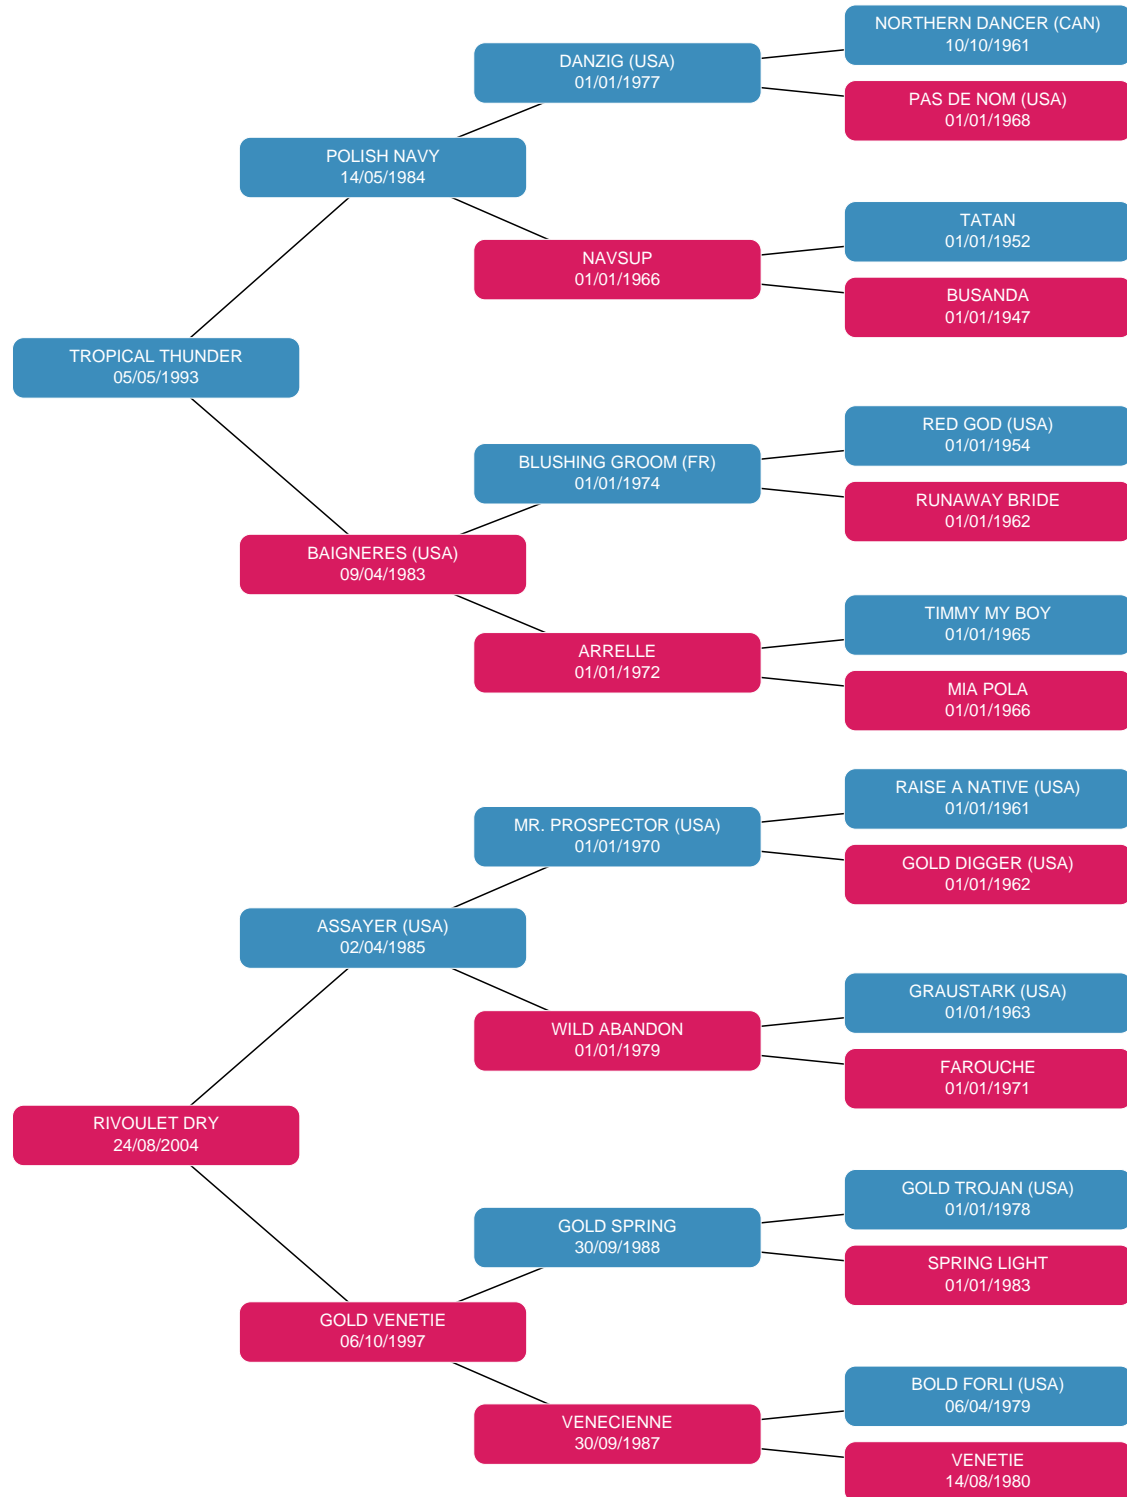 NORTHERN DANCER (CAN)
10/10/1961
DANZIG (USA)
01/01/1977
PAS DE NOM (USA)
01/01/1968
POLISH NAVY
14/05/1984
TATAN
01/01/1952
NAVSUP
01/01/1966
BUSANDA
01/01/1947
TROPICAL THUNDER
05/05/1993
RED GOD (USA)
01/01/1954
BLUSHING GROOM (FR)
01/01/1974
RUNAWAY BRIDE
01/01/1962
BAIGNERES (USA)
09/04/1983
TIMMY MY BOY
01/01/1965
ARRELLE
01/01/1972
MIA POLA
01/01/1966
RAISE A NATIVE (USA)
01/01/1961
MR. PROSPECTOR (USA)
01/01/1970
GOLD DIGGER (USA)
01/01/1962
ASSAYER (USA)
02/04/1985
GRAUSTARK (USA)
01/01/1963
WILD ABANDON
01/01/1979
FAROUCHE
01/01/1971
RIVOULET DRY
24/08/2004
GOLD TROJAN (USA)
01/01/1978
GOLD SPRING
30/09/1988
SPRING LIGHT
01/01/1983
GOLD VENETIE
06/10/1997
BOLD FORLI (USA)
06/04/1979
VENECIENNE
30/09/1987
VENETIE
14/08/1980